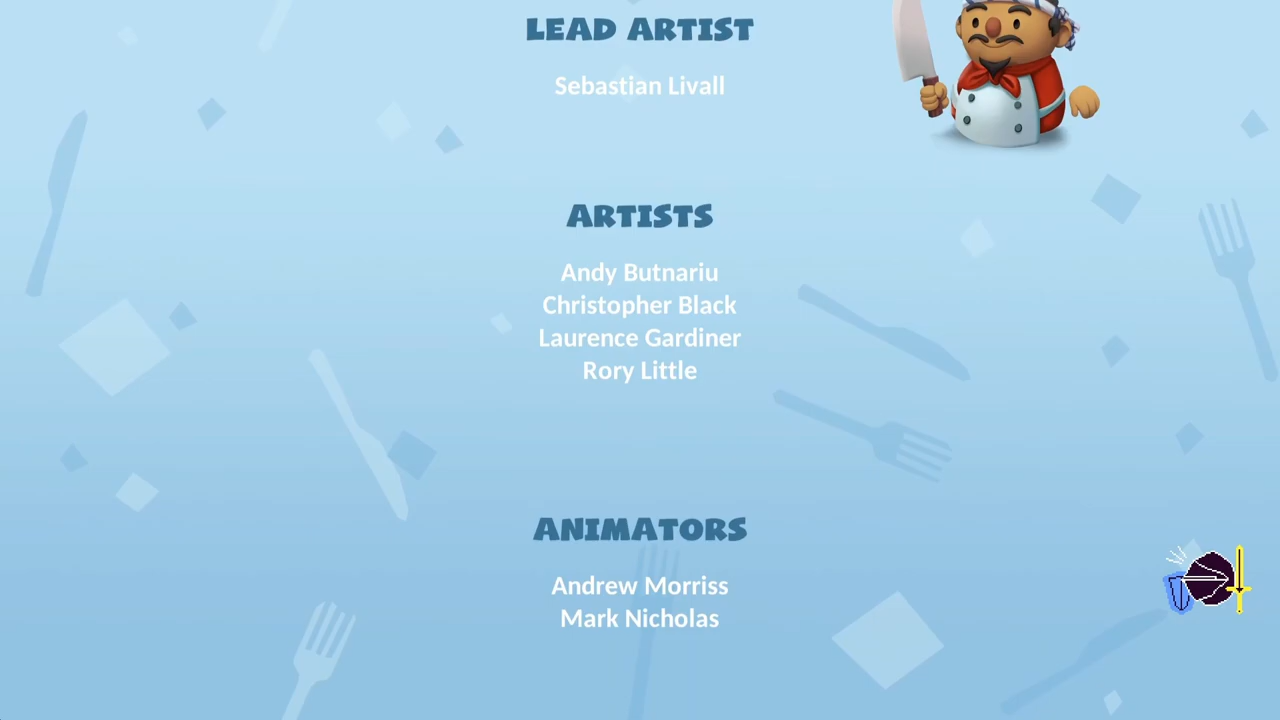 LEAD ARTIST
Sebastian Livall
ARTISTS
Andy Butnariu
Christopher Black
Laurence Gardiner
Rory Little
ANIMATORS
Andrew Morriss
Mark Nicholas